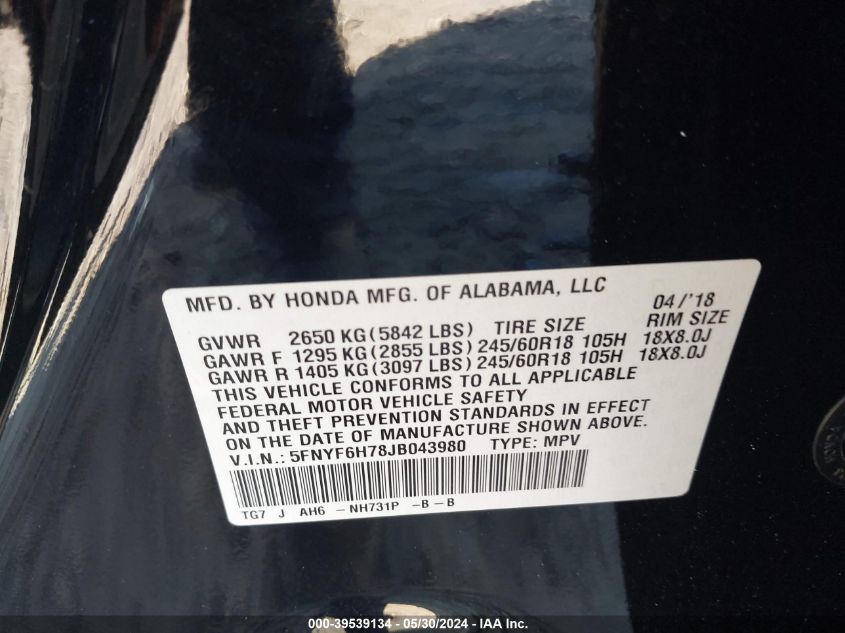 MFD. BY HONDA MFG. OF ALABAMA, LLC 04/'18
GVWR 2650 KG(5842 LBS) TIRE SIZE RIM SIZE
GAWR F 1295 KG(2855 LBS)245/60R18 105H 18X8.0J
GAWR R 1405 KG(3097 LBS)245/60R18 105H 18X8.0J
THIS VEHICLE CONFORMS TO ALL APPLICABLE
FEDERAL MOTOR VEHICLE SAFETY
AND THEFT PREVENTION STANDARDS IN EFFECT
ON THE DATE OF MANUFACTURE SHOWN ABOVE.
V.I.N.: 5FNYF6H78JB043980 TYPE: MPV
TG7 J AH6 - NH731P -B-B
HONDA
000-39539134 - 05/30/2024 - IAA Inc.